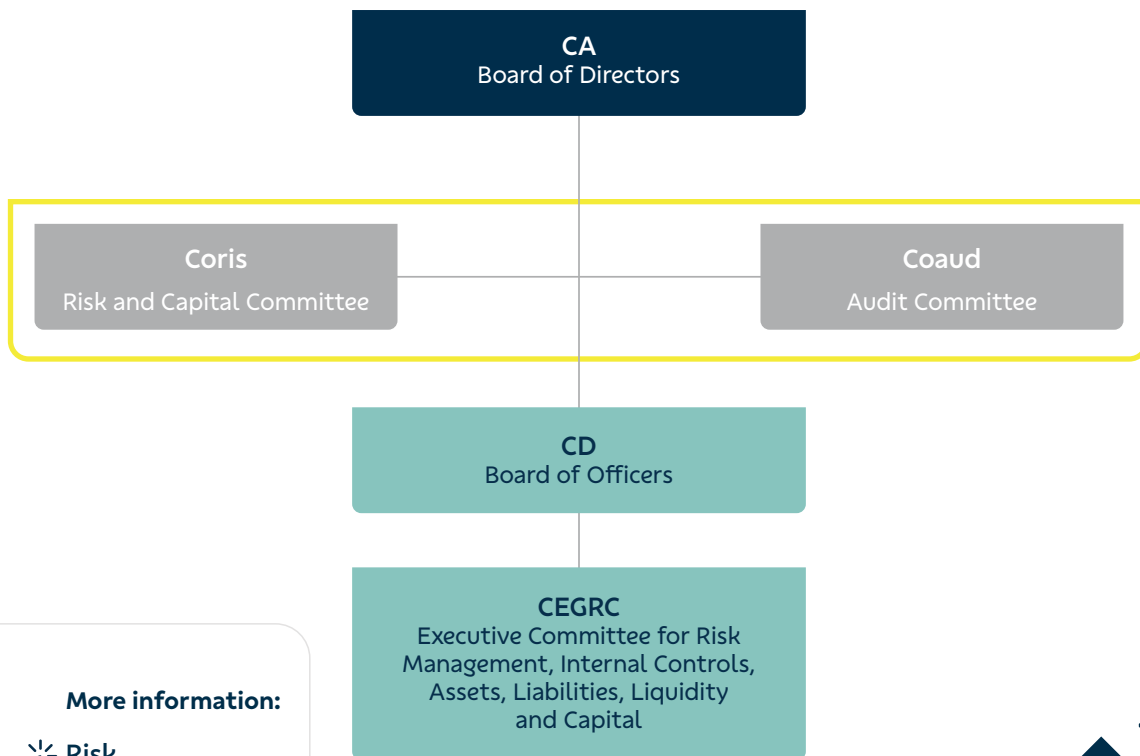 CA
Board of Directors
Coris
Risk and Capital Committee
Coaud
Audit Committee
CD
Board of Officers
CEGRC
Executive Committee for Risk
Management, Internal Controls,
Assets, Liabilities, Liquidity
and Capital
More information:
Risk